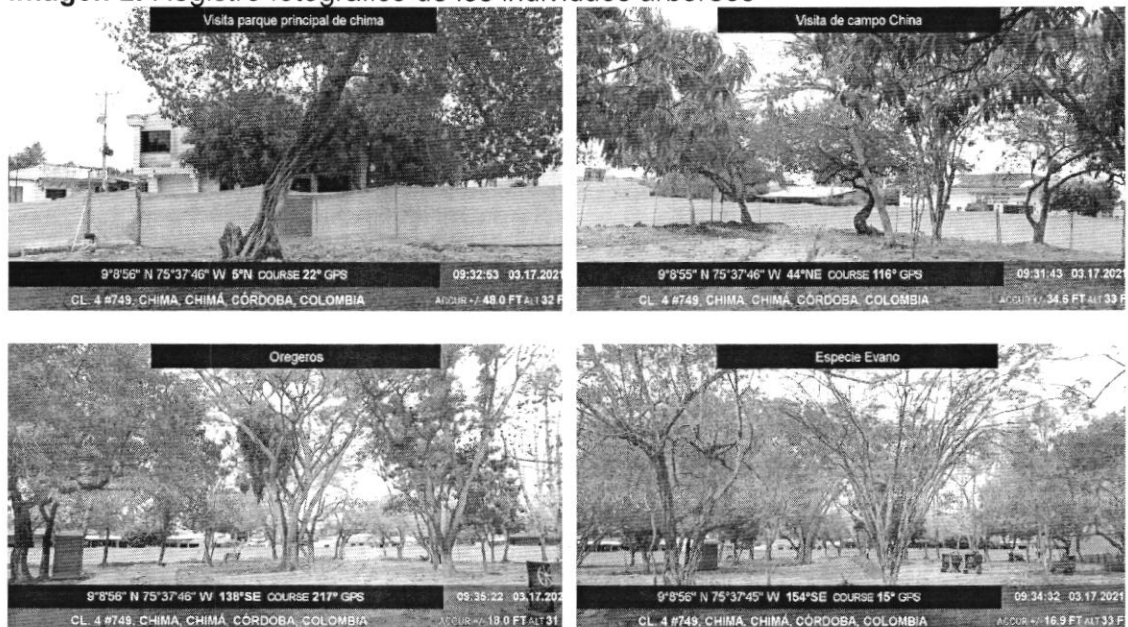 Imagen 2. Registro fotográfico de los individuos arbóreos
Visita parque principal de chima
9°8'56" N 75°37'46" W 5°N COURSE 22° GPS 09:32:53 03.17.2021
CL. 4 #749, CHIMA, CHIMÁ, CÓRDOBA, COLOMBIA ACCUR +/- 48.0 FT ALT 32 F
Visita de campo China
9°8'55" N 75°37'46" W 44°NE COURSE 116° GPS 09:31:43 03.17.2021
CL. 4 #749, CHIMA, CHIMÁ, CÓRDOBA, COLOMBIA ACCUR +/- 34.6 FT ALT 33 F
Oregeros
9°8'56" N 75°37'46" W 138°SE COURSE 217° GPS 09:35:22 03.17.202
CL. 4 #749, CHIMA, CHIMÁ, CÓRDOBA, COLOMBIA ACCUR +/- 18.0 FT ALT 31
Especie Evano
9°8'56" N 75°37'45" W 154°SE COURSE 15° GPS 09:34:32 03.17.202
CL. 4 #749, CHIMA, CHIMÁ, CÓRDOBA, COLOMBIA ACCUR +/- 16.9 FT ALT 33 F